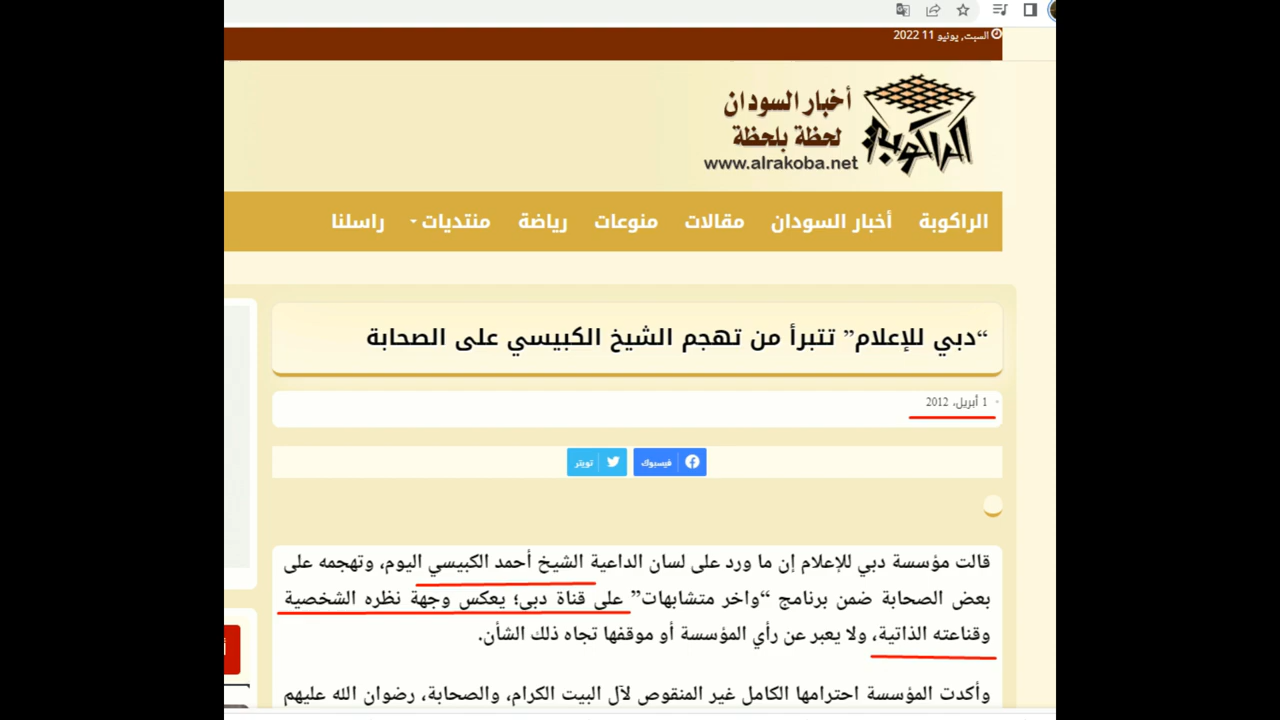 السبت, يونيو 11 2022
أخبار السودان
لحظة بلحظة
www.alrakoba.net
الراكوبة
الراكوبة أخبار السودان مقالات منوعات رياضة منتديات راسلنا
“دبي للإعلام” تتبرأ من تهجم الشيخ الكبيسي على الصحابة
1 أبريل، 2012
فيسبوك تويتر
قالت مؤسسة دبي للإعلام إن ما ورد على لسان الداعية الشيخ أحمد الكبيسي اليوم، وتهجمه على
بعض الصحابة ضمن برنامج “واخر متشابهات” على قناة دبى؛ يعكس وجهة نظره الشخصية
وقناعته الذاتية، ولا يعبر عن رأي المؤسسة أو موقفها تجاه ذلك الشأن.
وأكدت المؤسسة احترامها الكامل غير المنقوص لآل البيت الكرام، والصحابة، رضوان الله عليهم